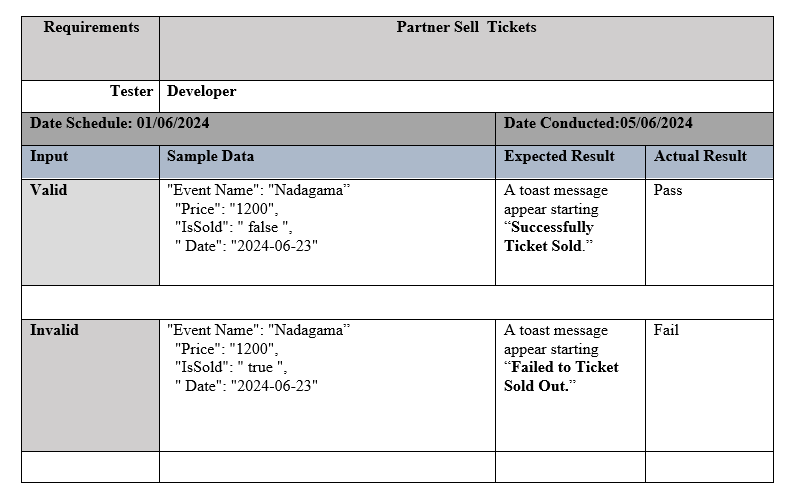 Requirements
Partner Sell  Tickets
Tester
Developer
Date Schedule: 01/06/2024
Date Conducted:05/06/2024
Input
Sample Data
Expected Result
Actual Result
Valid
"Event Name": "Nadagama”
"Price": "1200",
"IsSold": " false ",
" Date": "2024-06-23"
A toast message
appear starting
“Successfully
Ticket Sold.”
Pass
Invalid
"Event Name": "Nadagama”
"Price": "1200",
"IsSold": " true ",
" Date": "2024-06-23"
A toast message
appear starting
“Failed to Ticket
Sold Out.”
Fail